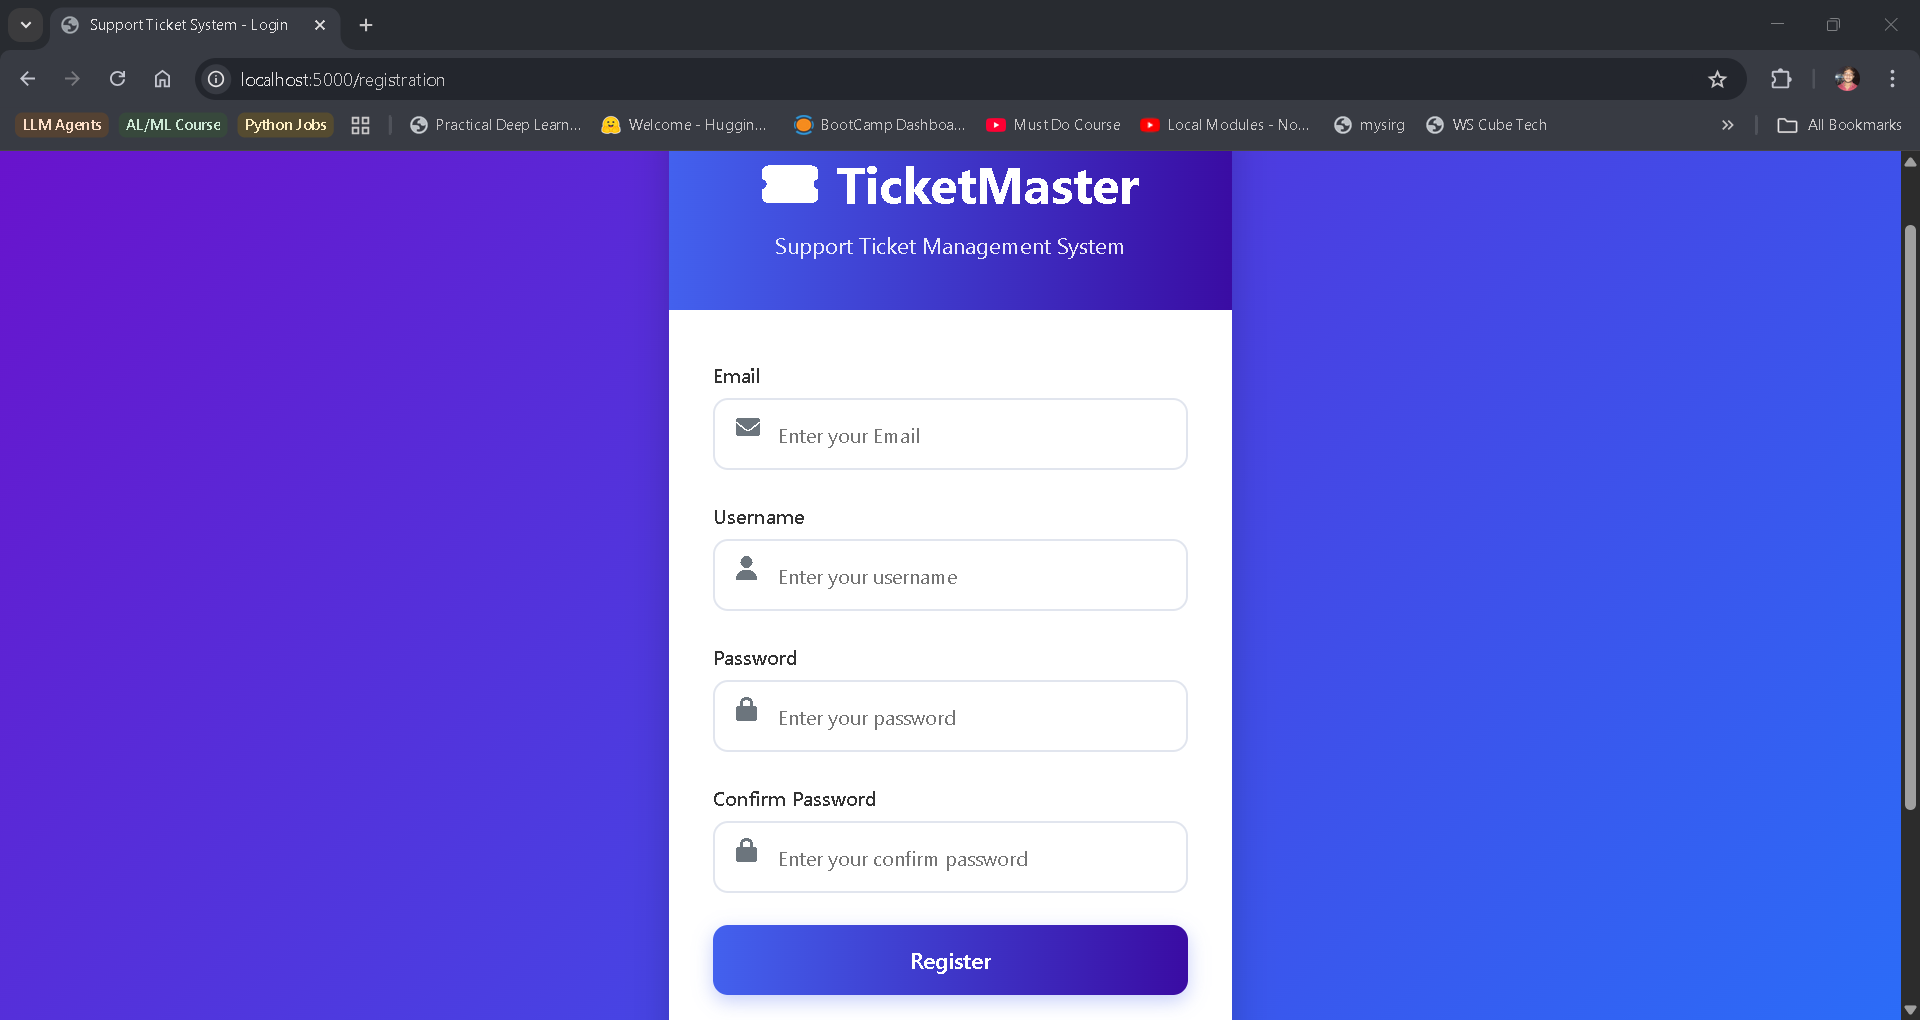 Support Ticket System - Login
localhost:5000/registration
LLM Agents AL/ML Course Python Jobs Practical Deep Learn... Welcome - Huggin... BootCamp Dashboa... Must Do Course Local Modules - No... mysirg WS Cube Tech » All Bookmarks
TicketMaster
Support Ticket Management System
Email
Enter your Email
Username
Enter your username
Password
Enter your password
Confirm Password
Enter your confirm password
Register